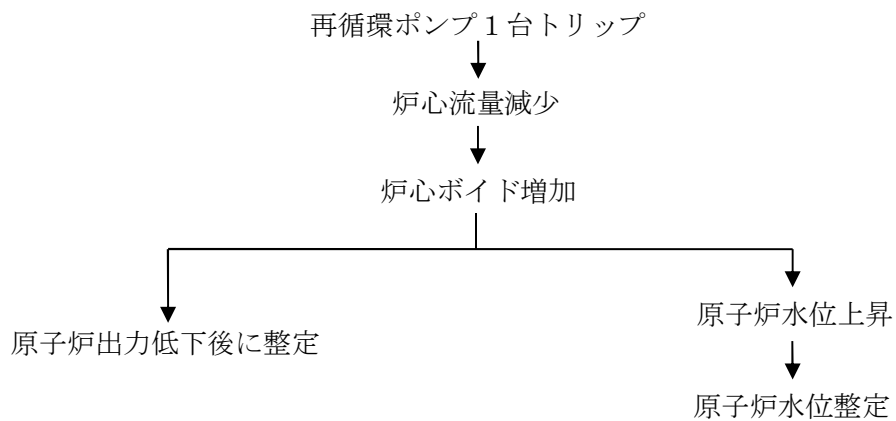 再循環ポンプ１台トリップ
炉心流量減少
炉心ボイド増加
原子炉水位上昇
原子炉出力低下後に整定
原子炉水位整定